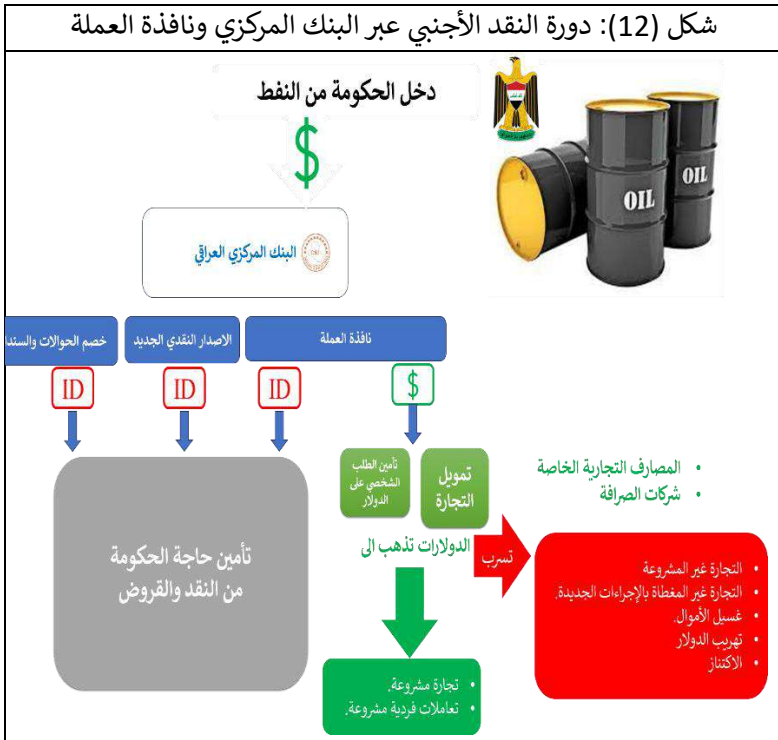 شكل (12): دورة النقد الأجنبي عبر البنك المركزي ونافذة العملة
دخل الحكومة من النفط
$
OIL
OIL
البنك المركزي العراقي
نافذة العملة
الاصدار النقدي الجديد
خصم الحوالات والسندا
$
ID
ID
ID
تمويل
التجارة
تأمين الطلب
الشخصي على
الدولار
• المصارف التجارية الخاصة
• شركات الصرافة
تأمين حاجة الحكومة
من النقد والقروض
الدولارات تذهب الى
تسرب
• التجارة غير المشروعة
• التجارة غير المغطاة بالإجراءات الجديدة.
• غسيل الأموال.
• تهريب الدولار
• الاكتناز
• تجارة مشروعة.
• تعاملات فردية مشروعة.